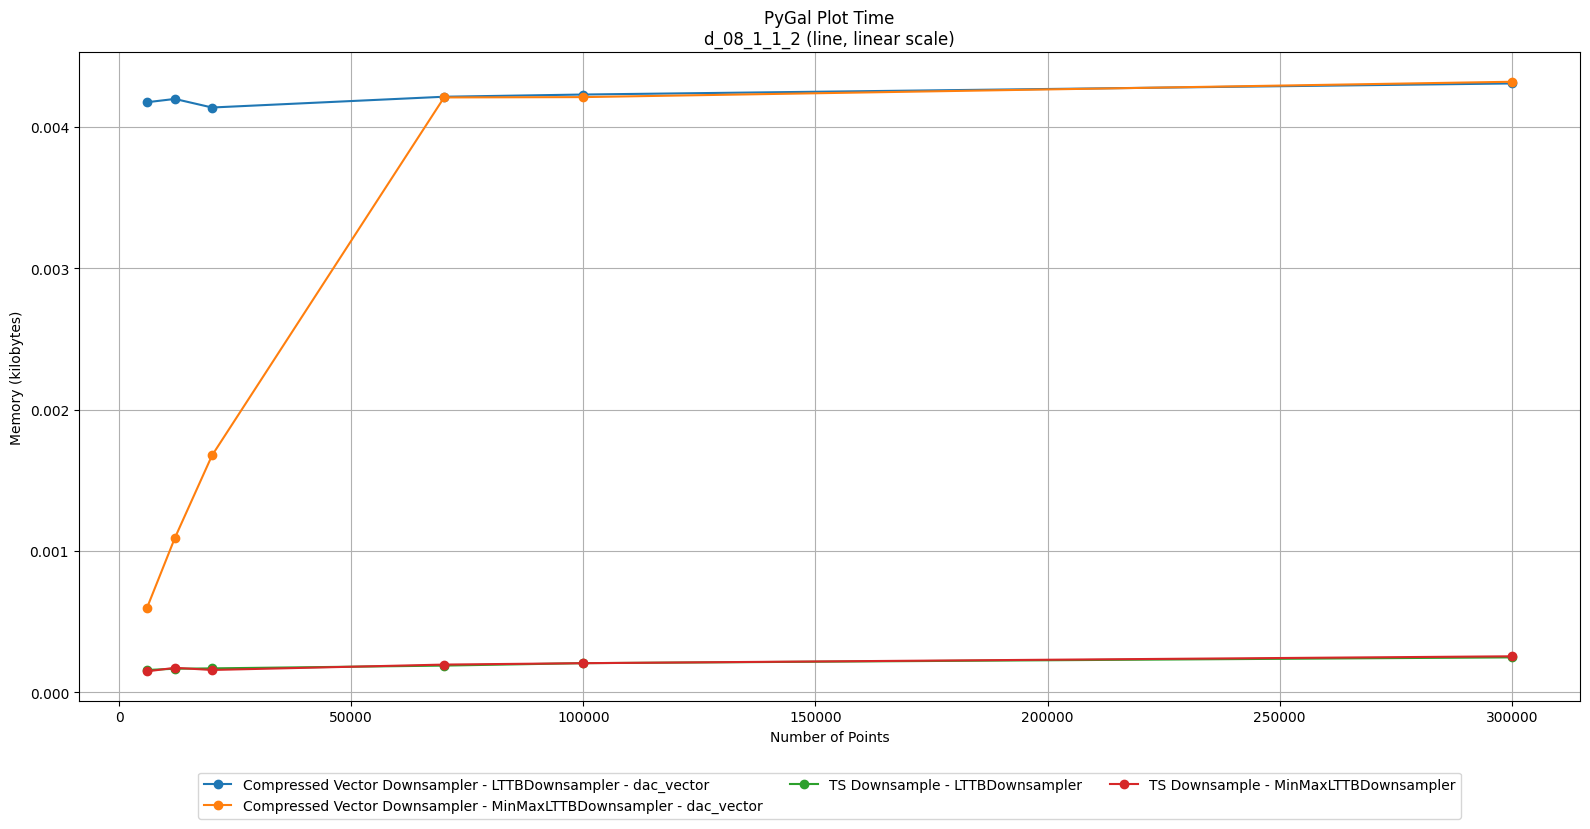 PyGal Plot Time
d_08_1_1_2 (line, linear scale)
Memory (kilobytes)
0.004
0.003
0.002
0.001
0.000
0 50000 100000 150000 200000 250000 300000
Number of Points
Compressed Vector Downsampler - LTTBDownsampler - dac_vector TS Downsample - LTTBDownsampler TS Downsample - MinMaxLTTBDownsampler
Compressed Vector Downsampler - MinMaxLTTBDownsampler - dac_vector